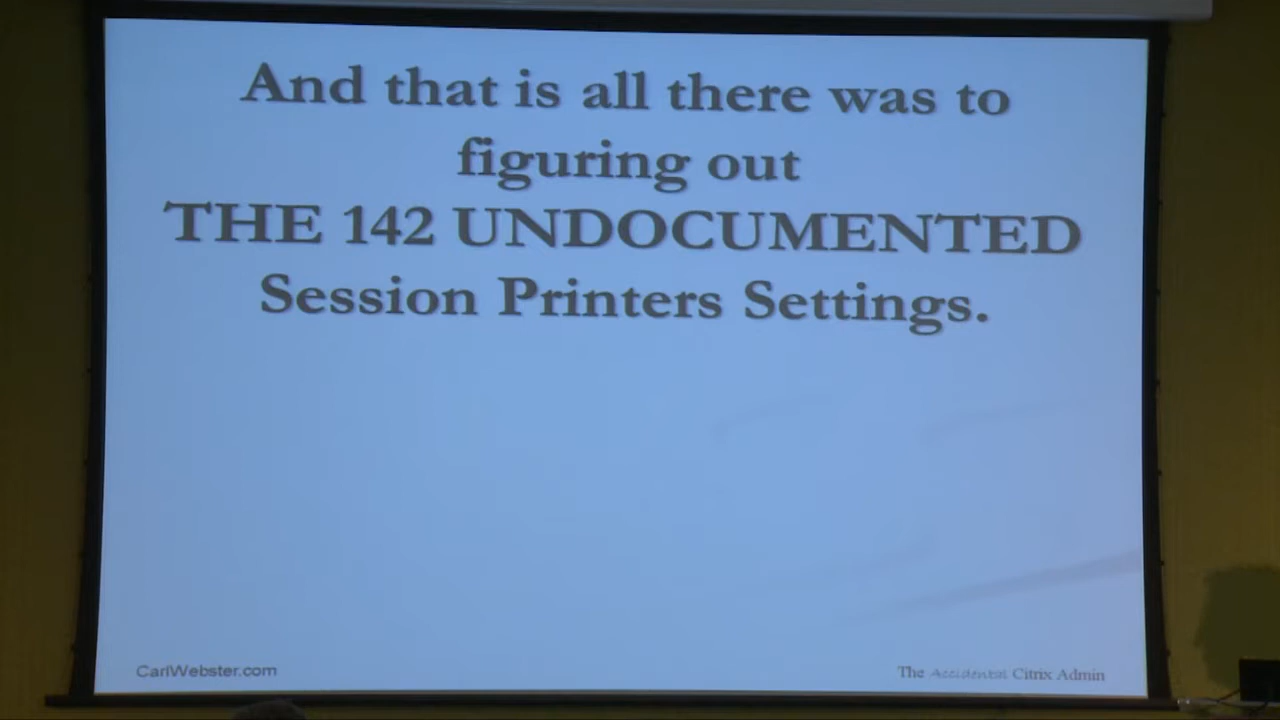 And that is all there was to
figuring out
THE 142 UNDOCUMENTED
Session Printers Settings.
CarlWebster.com
The Accidental Citrix Admin